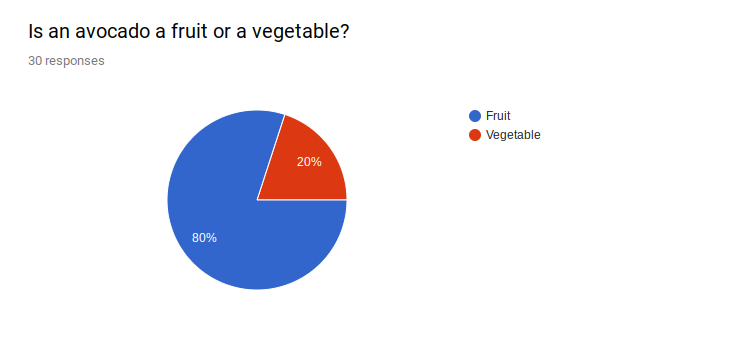 Is an avocado a fruit or a vegetable?
30 responses
Fruit
Vegetable
20%
80%